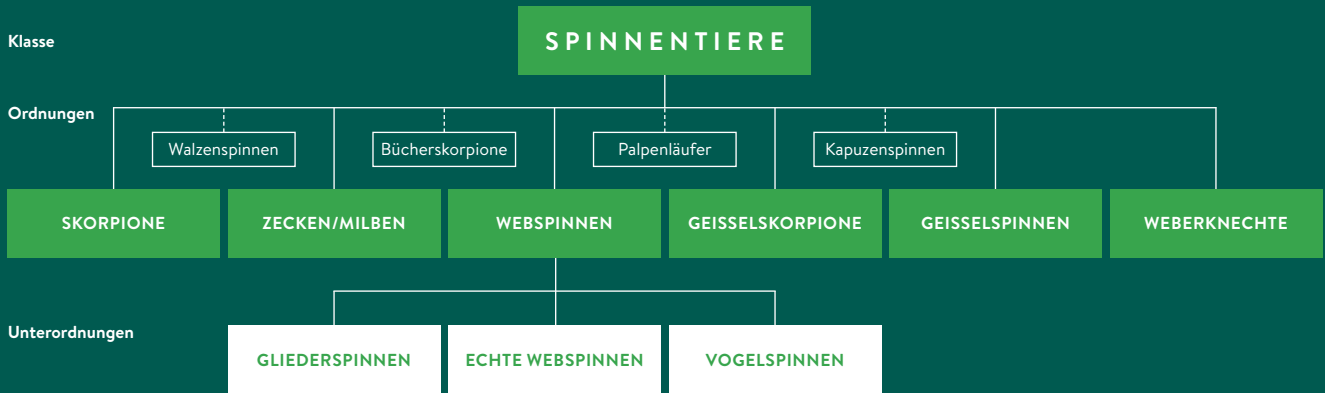 Klasse
SPINNENTIERE
Ordnungen
Walzenspinnen
Bücherskorpione
Palpenläufer
Kapuzenspinnen
SKORPIONE
ZECKEN/MILBEN
WEBSPINNEN
GEISSELSKORPIONE
GEISSELSPINNEN
WEBERKNECHTE
Unterordnungen
GLIEDERSPINNEN
ECHTE WEBSPINNEN
VOGELSPINNEN